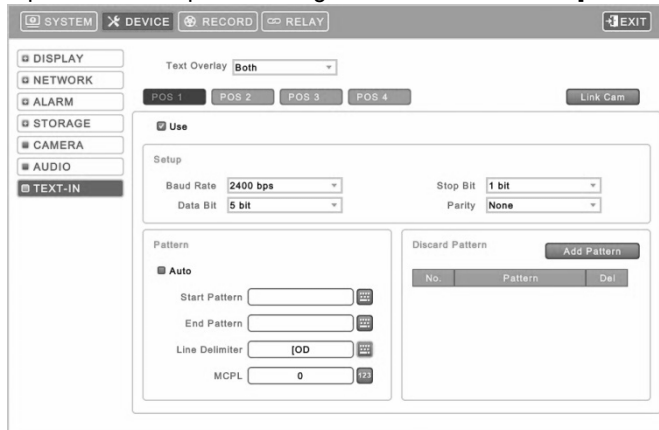 SYSTEM DEVICE RECORD RELAY EXIT
DISPLAY
NETWORK
ALARM
STORAGE
CAMERA
AUDIO
TEXT-IN
Text Overlay Both
POS 1 POS 2 POS 3 POS 4 Link Cam
Use
Setup
Baud Rate 2400 bps Stop Bit 1 bit
Data Bit 5 bit Parity None
Pattern
Auto
Start Pattern
End Pattern
Line Delimiter [OD
MCPL 0 123
Discard Pattern Add Pattern
No. Pattern Del